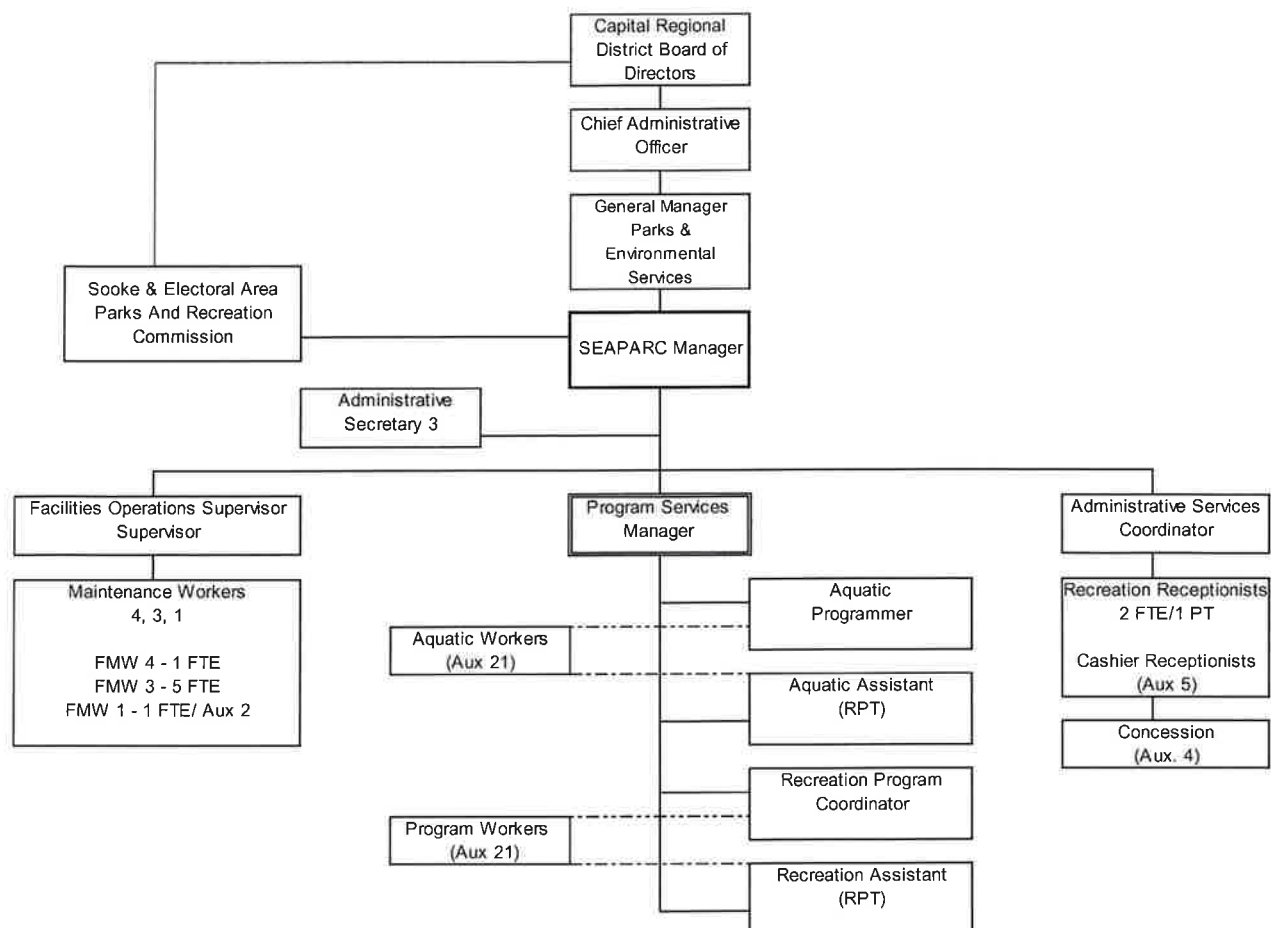 Capital Regional
District Board of
Directors
Chief Administrative
Officer
General Manager
Parks &
Environmental
Services
Sooke & Electoral Area
Parks And Recreation
Commission
SEAPARC Manager
Administrative
Secretary 3
Facilities Operations Supervisor
Supervisor
Program Services
Manager
Administrative Services
Coordinator
Maintenance Workers
4, 3, 1
FMW 4 - 1 FTE
FMW 3 - 5 FTE
FMW 1 - 1 FTE/ Aux 2
Aquatic
Programmer
Aquatic Workers
(Aux 21)
Aquatic Assistant
(RPT)
Recreation Program
Coordinator
Program Workers
(Aux 21)
Recreation Assistant
(RPT)
Recreation Receptionists
2 FTE/1 PT
Cashier Receptionists
(Aux 5)
Concession
(Aux. 4)